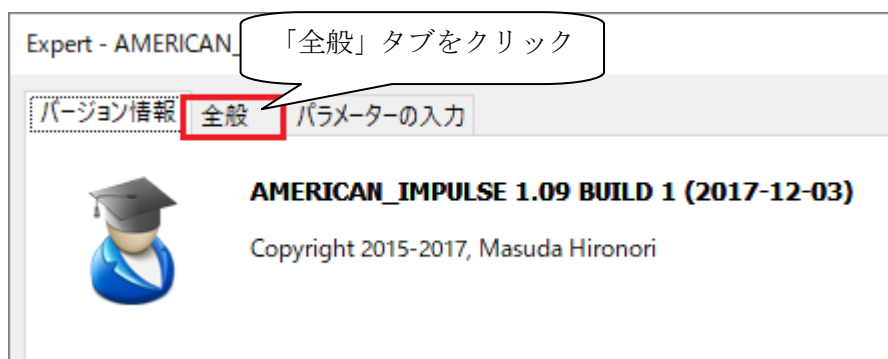 Expert - AMERICAN_
「全般」タブをクリック
バージョン情報 全般 パラメーターの入力
AMERICAN_IMPULSE 1.09 BUILD 1 (2017-12-03)
Copyright 2015-2017, Masuda Hironori